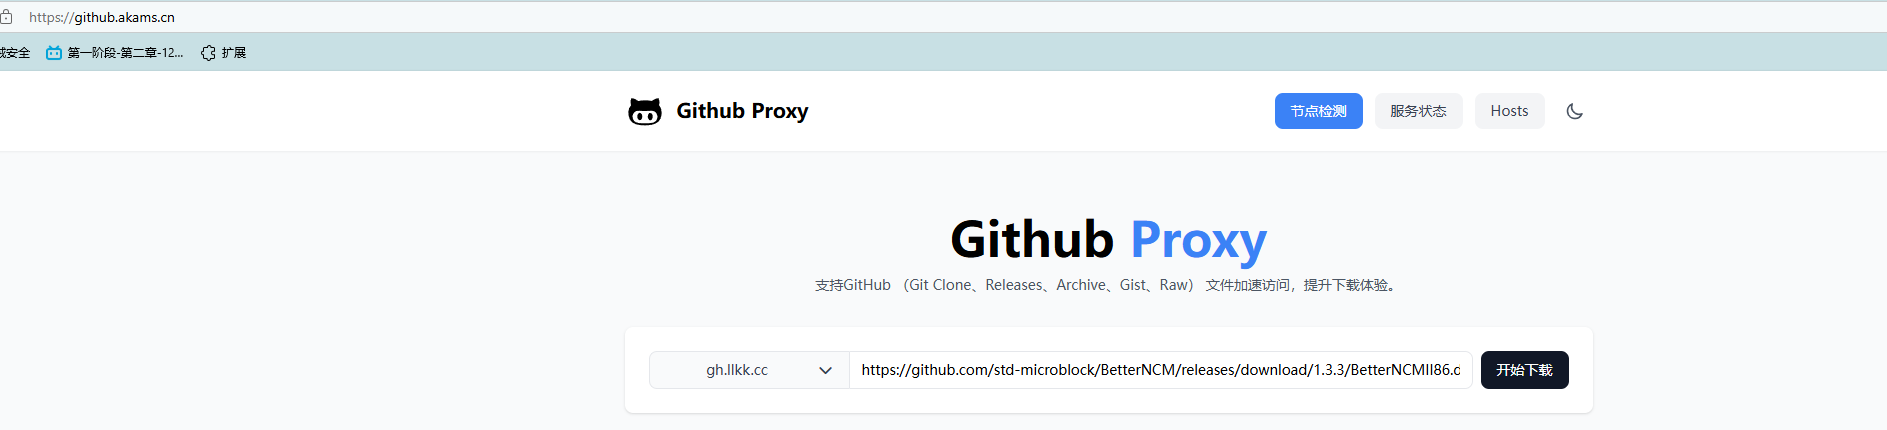 https://github.akams.cn
域安全 第一阶段-第二章-12... 扩展
Github Proxy 节点检测 服务状态 Hosts
Github Proxy
支持GitHub （Git Clone、Releases、Archive、Gist、Raw） 文件加速访问，提升下载体验。
gh.llkk.cc https://github.com/std-microblock/BetterNCM/releases/download/1.3.3/BetterNCMII86.d 开始下载